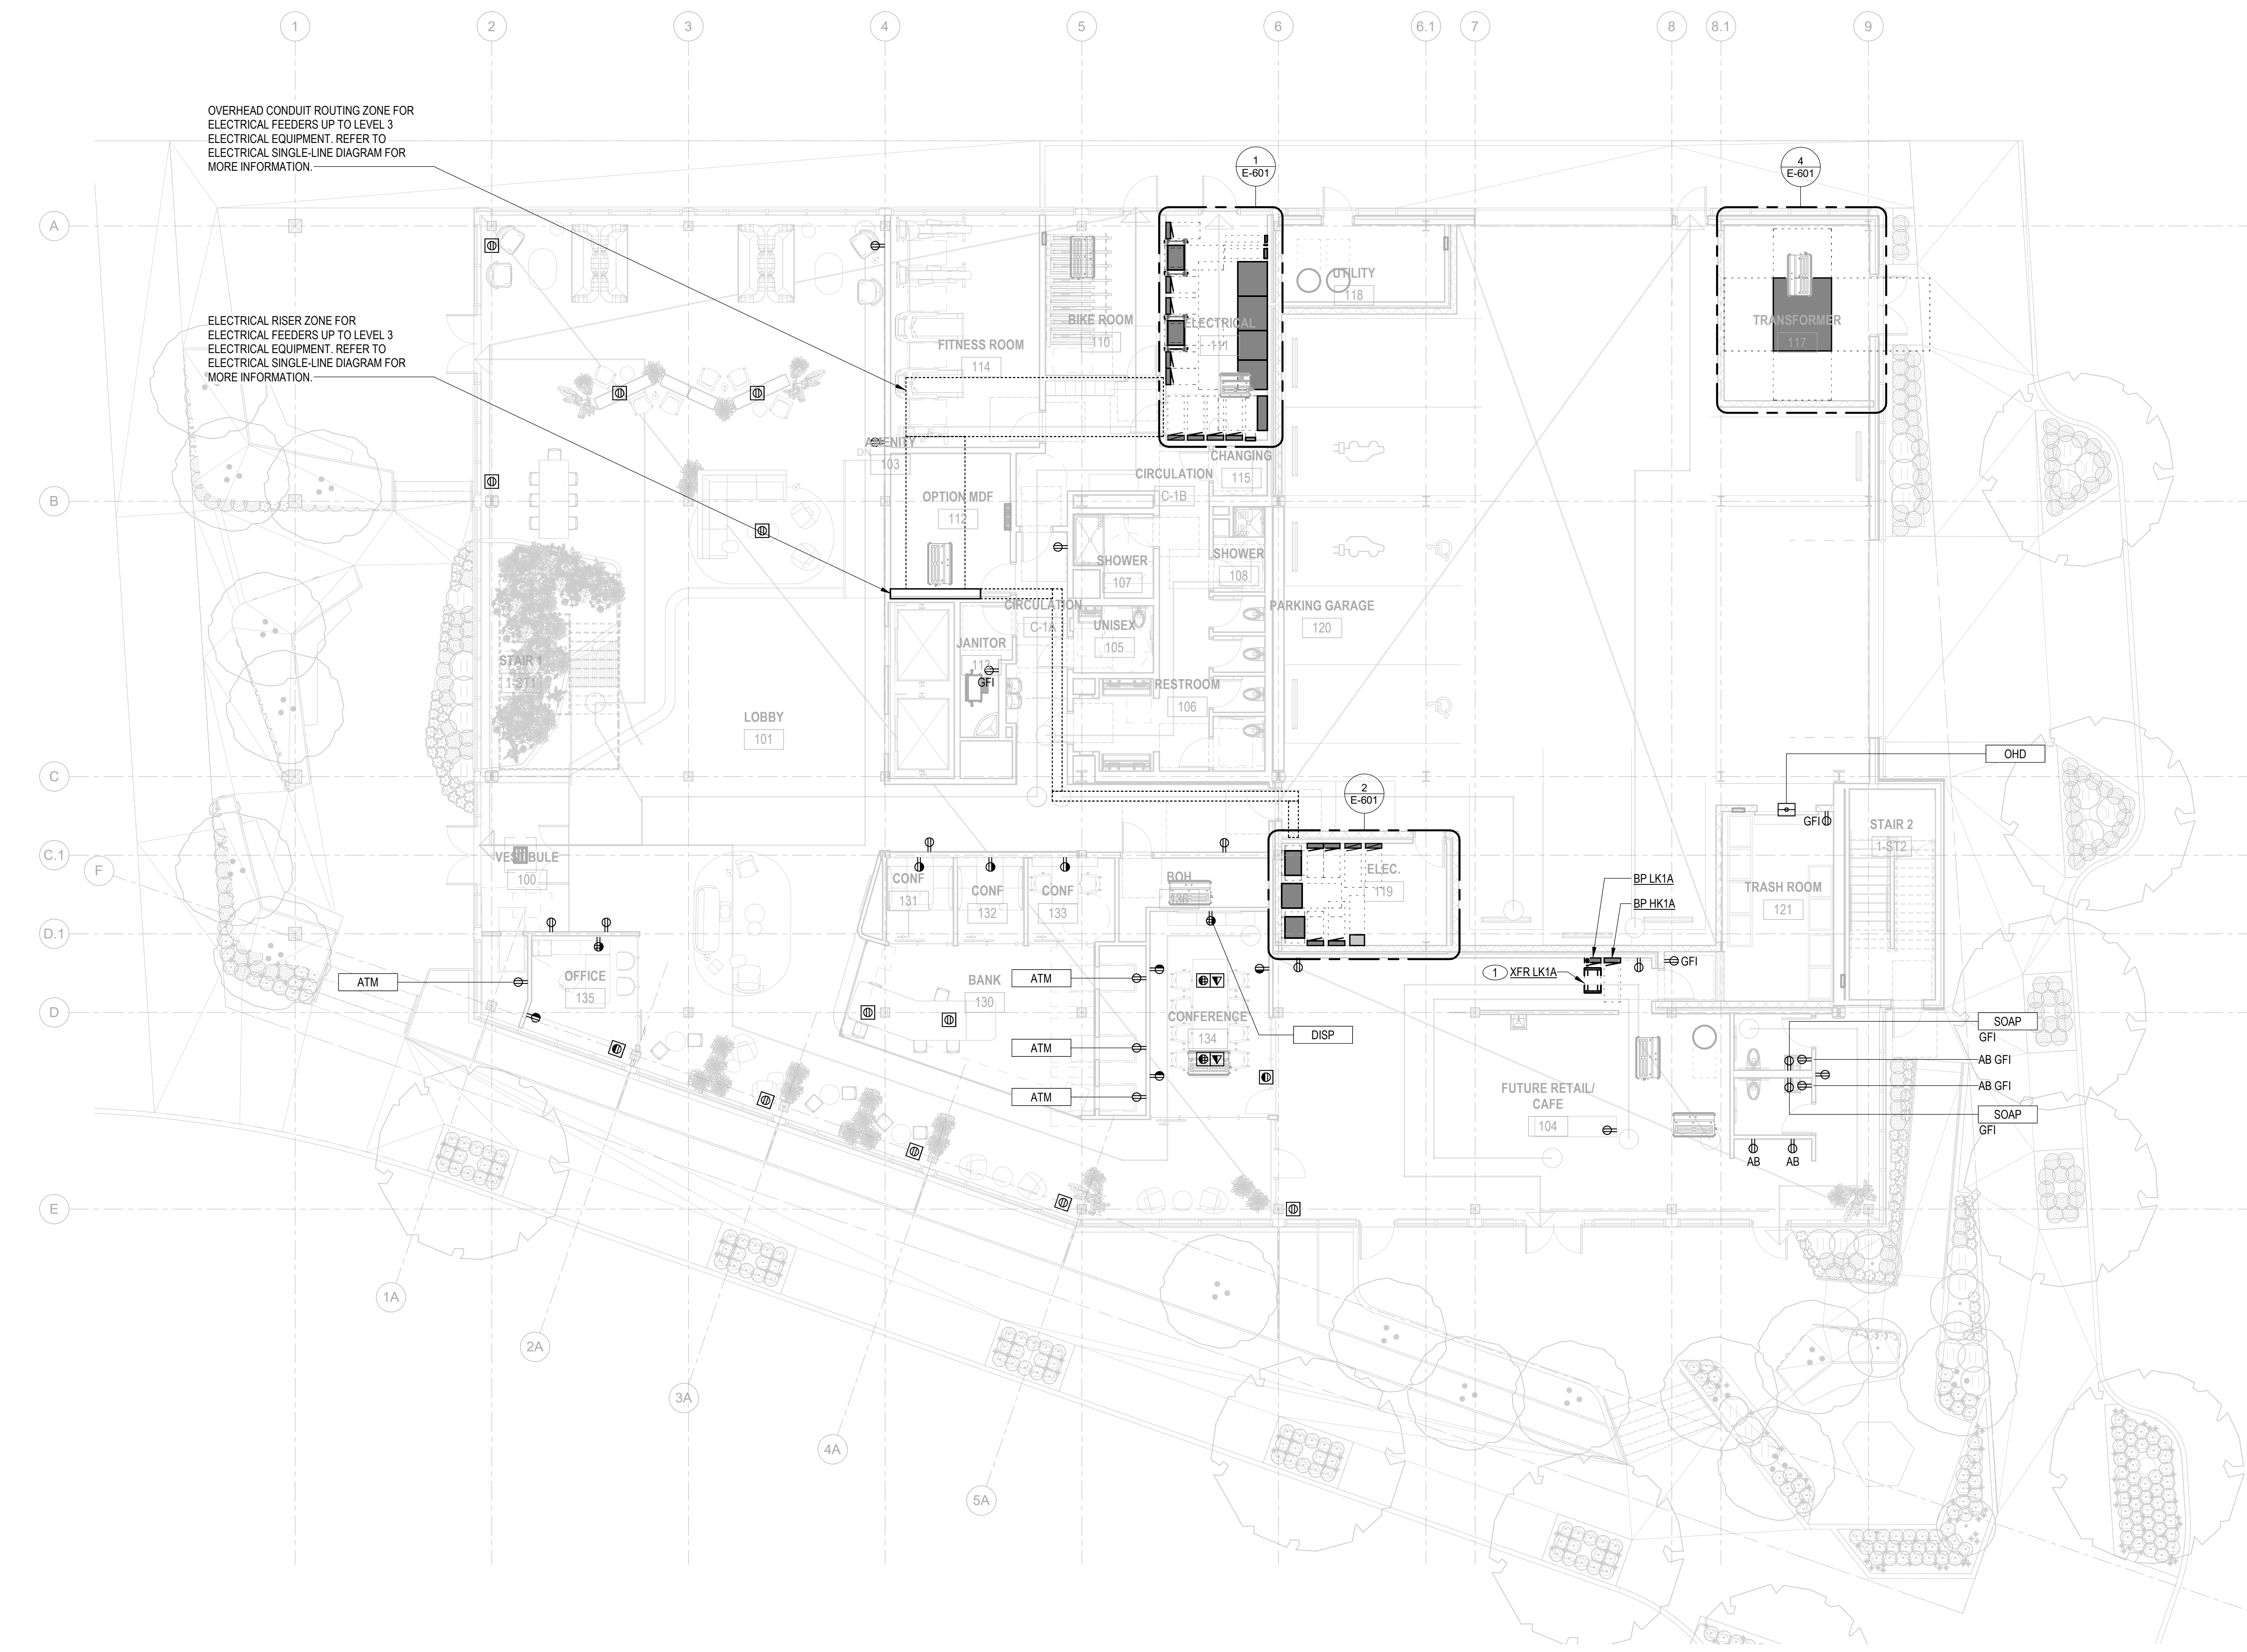 1
2
3
4
5
6
6.1
7
8
8.1
9
OVERHEAD CONDUIT ROUTING ZONE FOR
ELECTRICAL FEEDERS UP TO LEVEL 3
ELECTRICAL EQUIPMENT. REFER TO
ELECTRICAL SINGLE-LINE DIAGRAM FOR
MORE INFORMATION.
1
E-601
4
E-601
A
UTILITY
118
ELECTRICAL
111
BIKE ROOM
110
TRANSFORMER
117
ELECTRICAL RISER ZONE FOR
ELECTRICAL FEEDERS UP TO LEVEL 3
ELECTRICAL EQUIPMENT. REFER TO
ELECTRICAL SINGLE-LINE DIAGRAM FOR
MORE INFORMATION.
FITNESS ROOM
114
AMENITY
103
DN
CHANGING
115
CIRCULATION
C-1B
B
OPTION MDF
112
SHOWER
107
SHOWER
108
CIRCULATION
C-1A
PARKING GARAGE
120
UNISEX
105
JANITOR
113
GFI
STAIR 1
1-ST1
RESTROOM
106
LOBBY
101
OHD
C
2
E-601
GFI
STAIR 2
1-ST2
C.1
F
VESTIBULE
100
CONF
131
CONF
132
CONF
133
BOH
136
ELEC.
119
BP LK1A
BP HK1A
TRASH ROOM
121
D.1
GFI
1
XFR LK1A
ATM
OFFICE
135
BANK
130
ATM
D
CONFERENCE
134
DISP
SOAP
GFI
ATM
AB GFI
AB GFI
ATM
FUTURE RETAIL/
CAFE
104
SOAP
GFI
AB
AB
E
1A
2A
3A
4A
5A